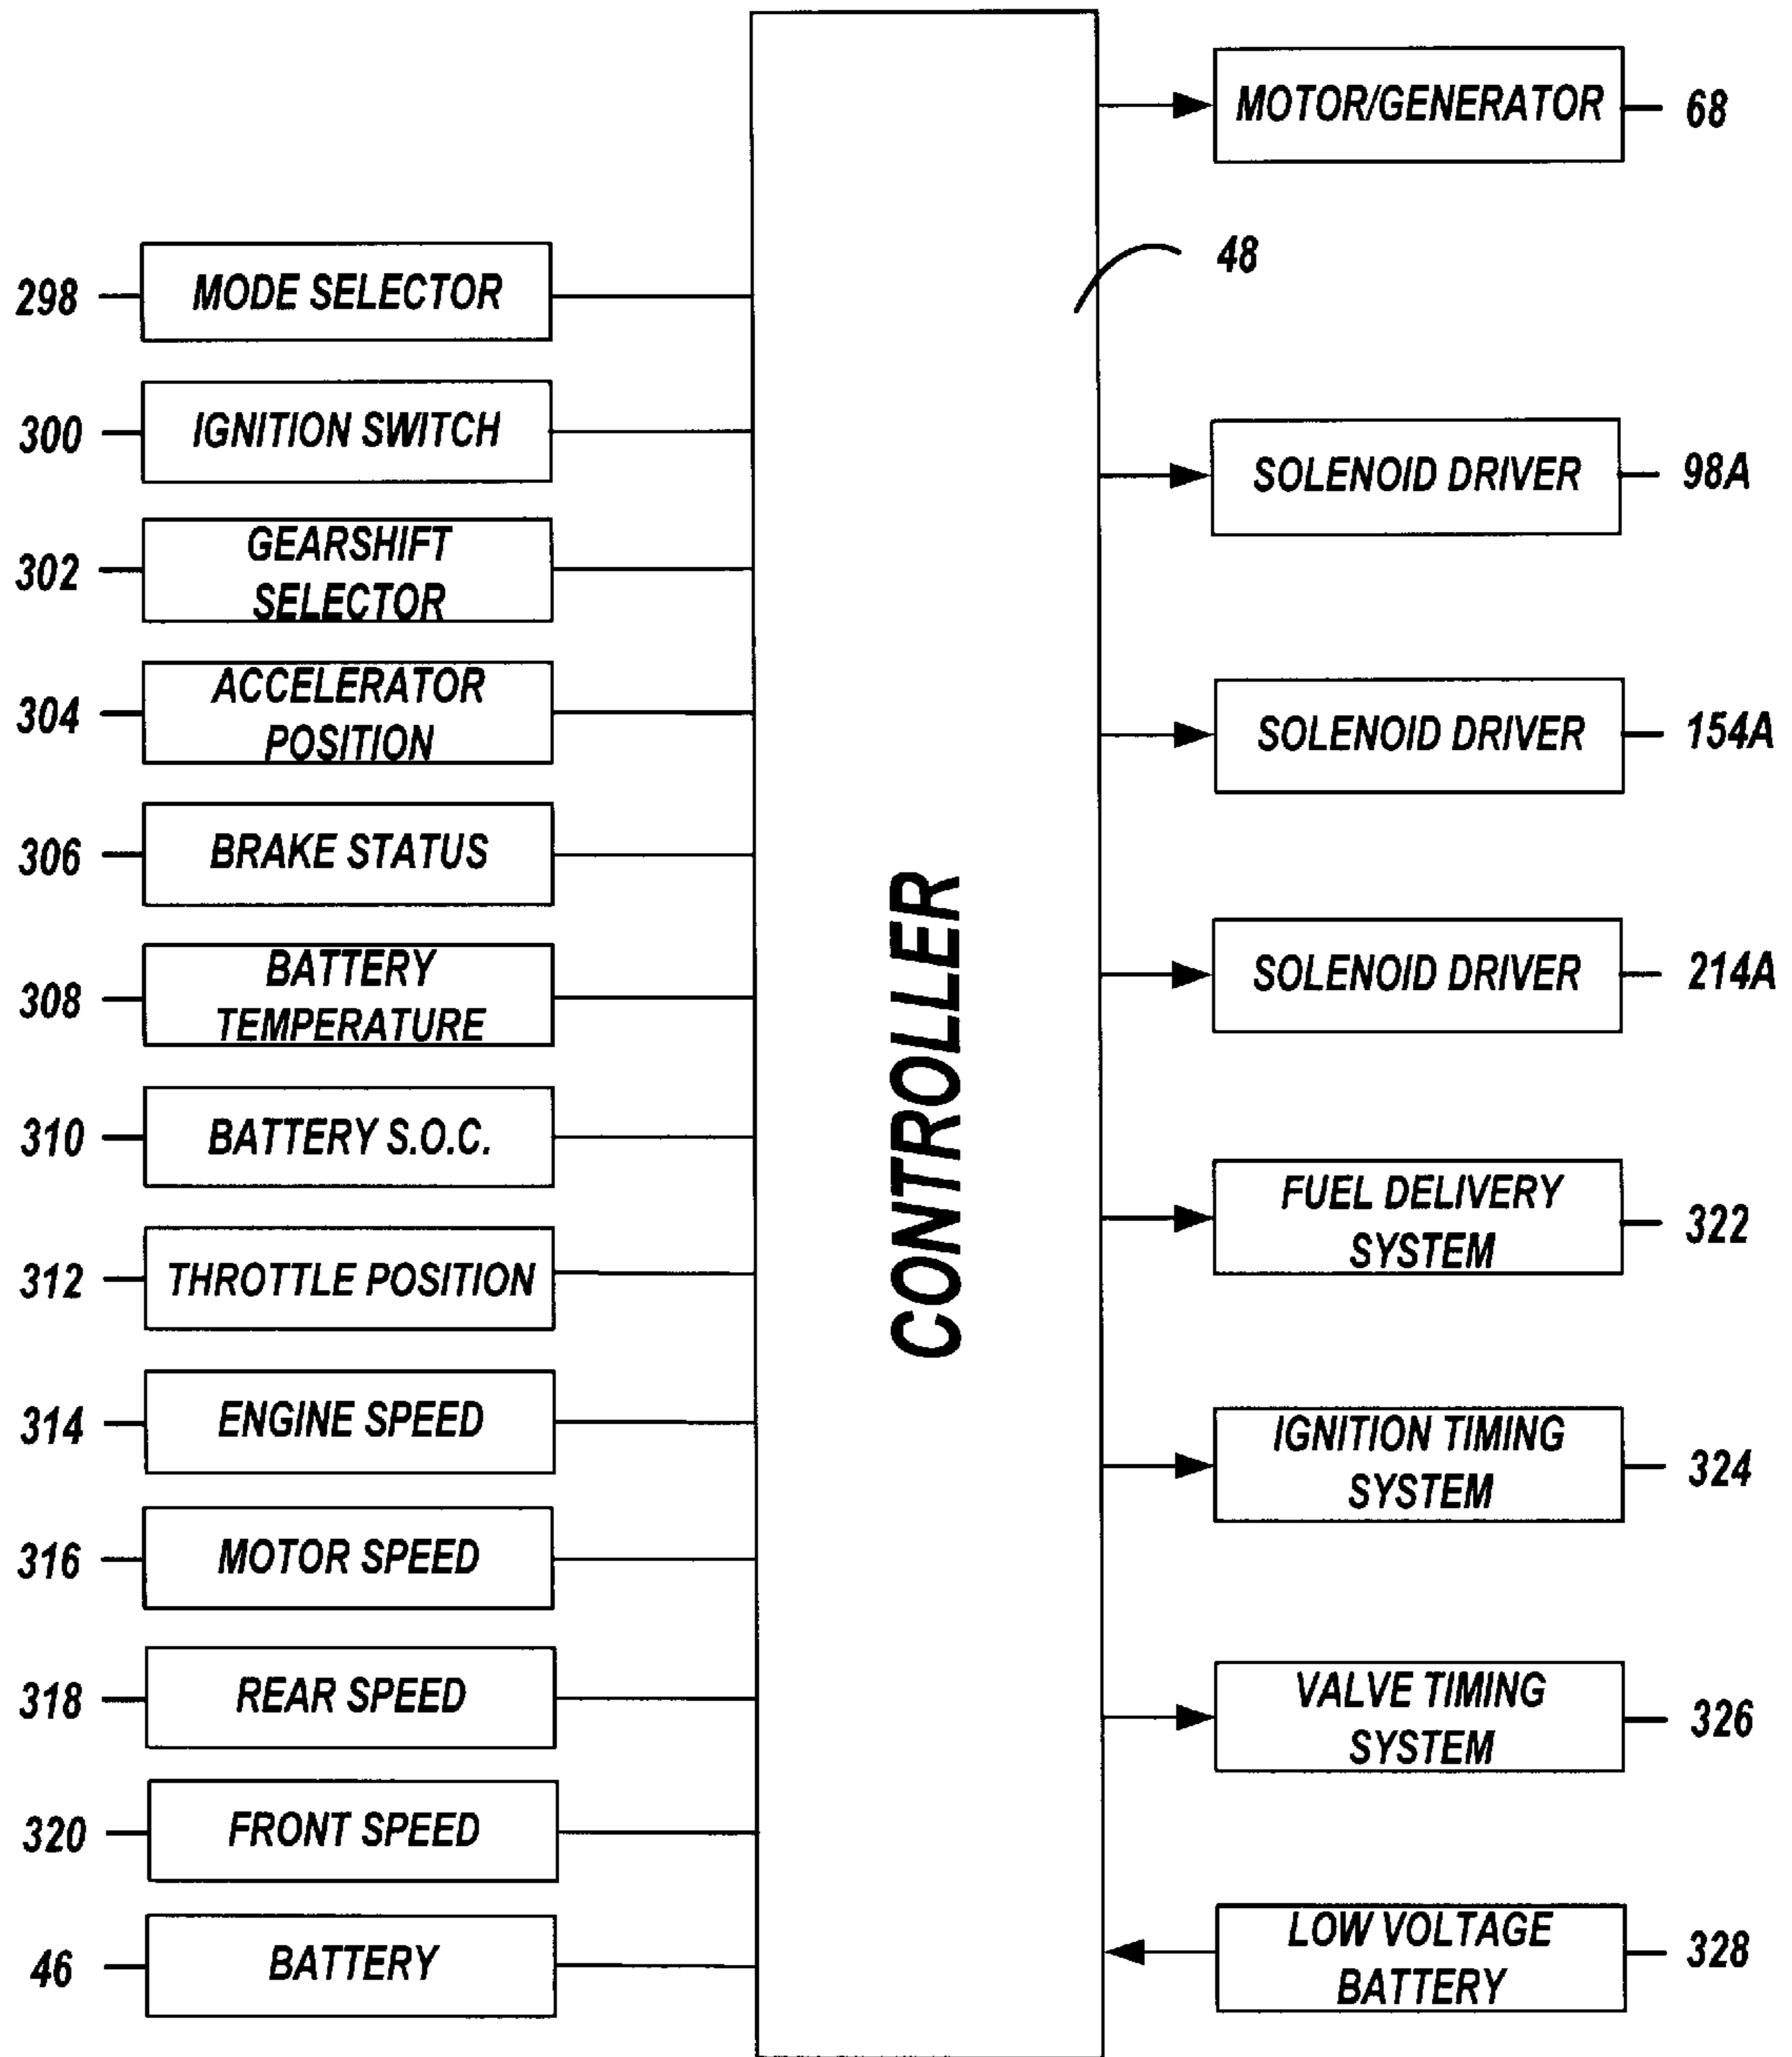 MOTOR/GENERATOR 68
48
298 MODE SELECTOR
300 IGNITION SWITCH
302 GEARSHIFT
SELECTOR
304 ACCELERATOR
POSITION
306 BRAKE STATUS
308 BATTERY
TEMPERATURE
310 BATTERY S.O.C.
312 THROTTLE POSITION
314 ENGINE SPEED
316 MOTOR SPEED
318 REAR SPEED
320 FRONT SPEED
46 BATTERY
CONTROLLER
SOLENOID DRIVER 98A
SOLENOID DRIVER 154A
SOLENOID DRIVER 214A
FUEL DELIVERY
SYSTEM 322
IGNITION TIMING
SYSTEM 324
VALVE TIMING
SYSTEM 326
LOW VOLTAGE
BATTERY 328